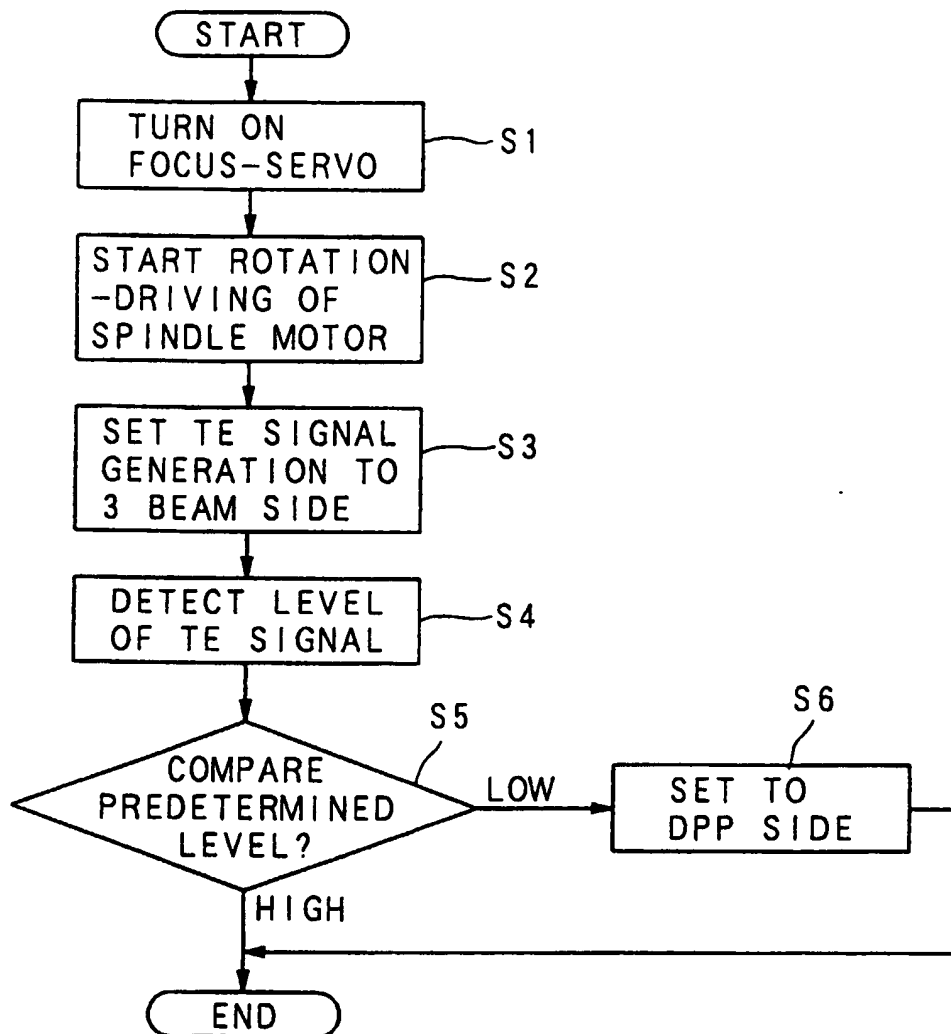 START
TURN ON
FOCUS-SERVO
S1
START ROTATION
-DRIVING OF
SPINDLE MOTOR
S2
SET TE SIGNAL
GENERATION TO
3 BEAM SIDE
S3
DETECT LEVEL
OF TE SIGNAL
S4
COMPARE
PREDETERMINED
LEVEL?
S5
LOW
S6
SET TO
DPP SIDE
HIGH
END